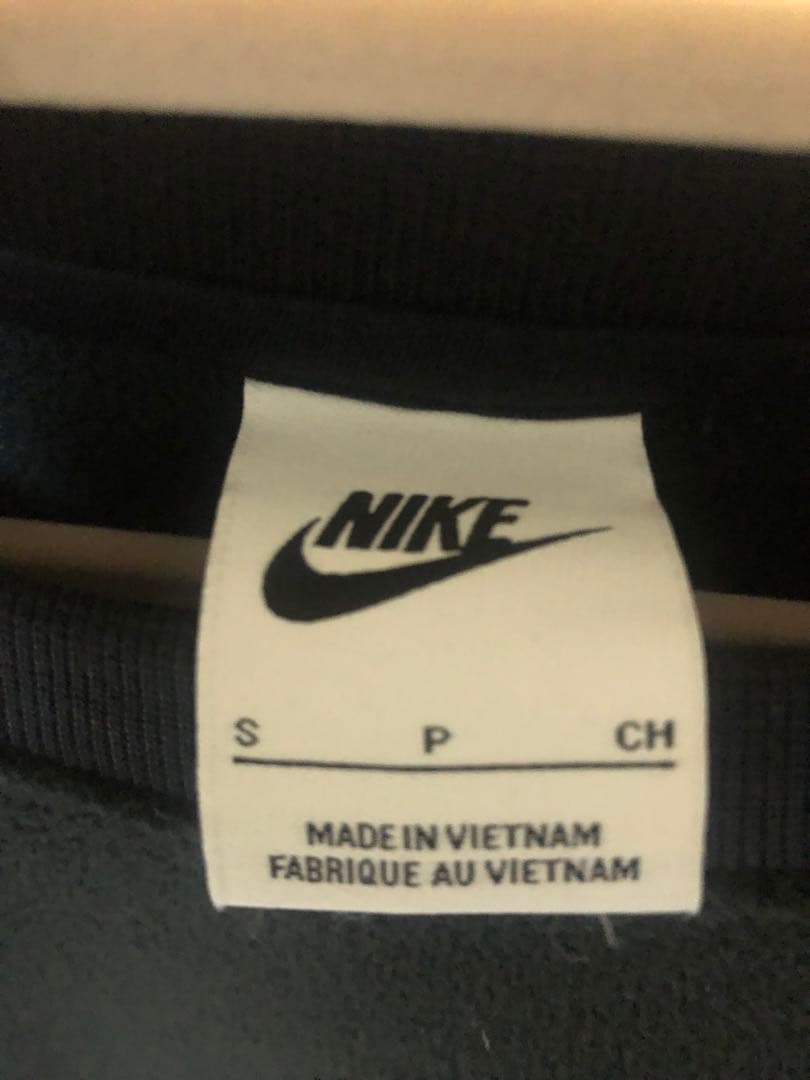 NIKE
S P CH
MADE IN VIETNAM
FABRIQUE AU VIETNAM